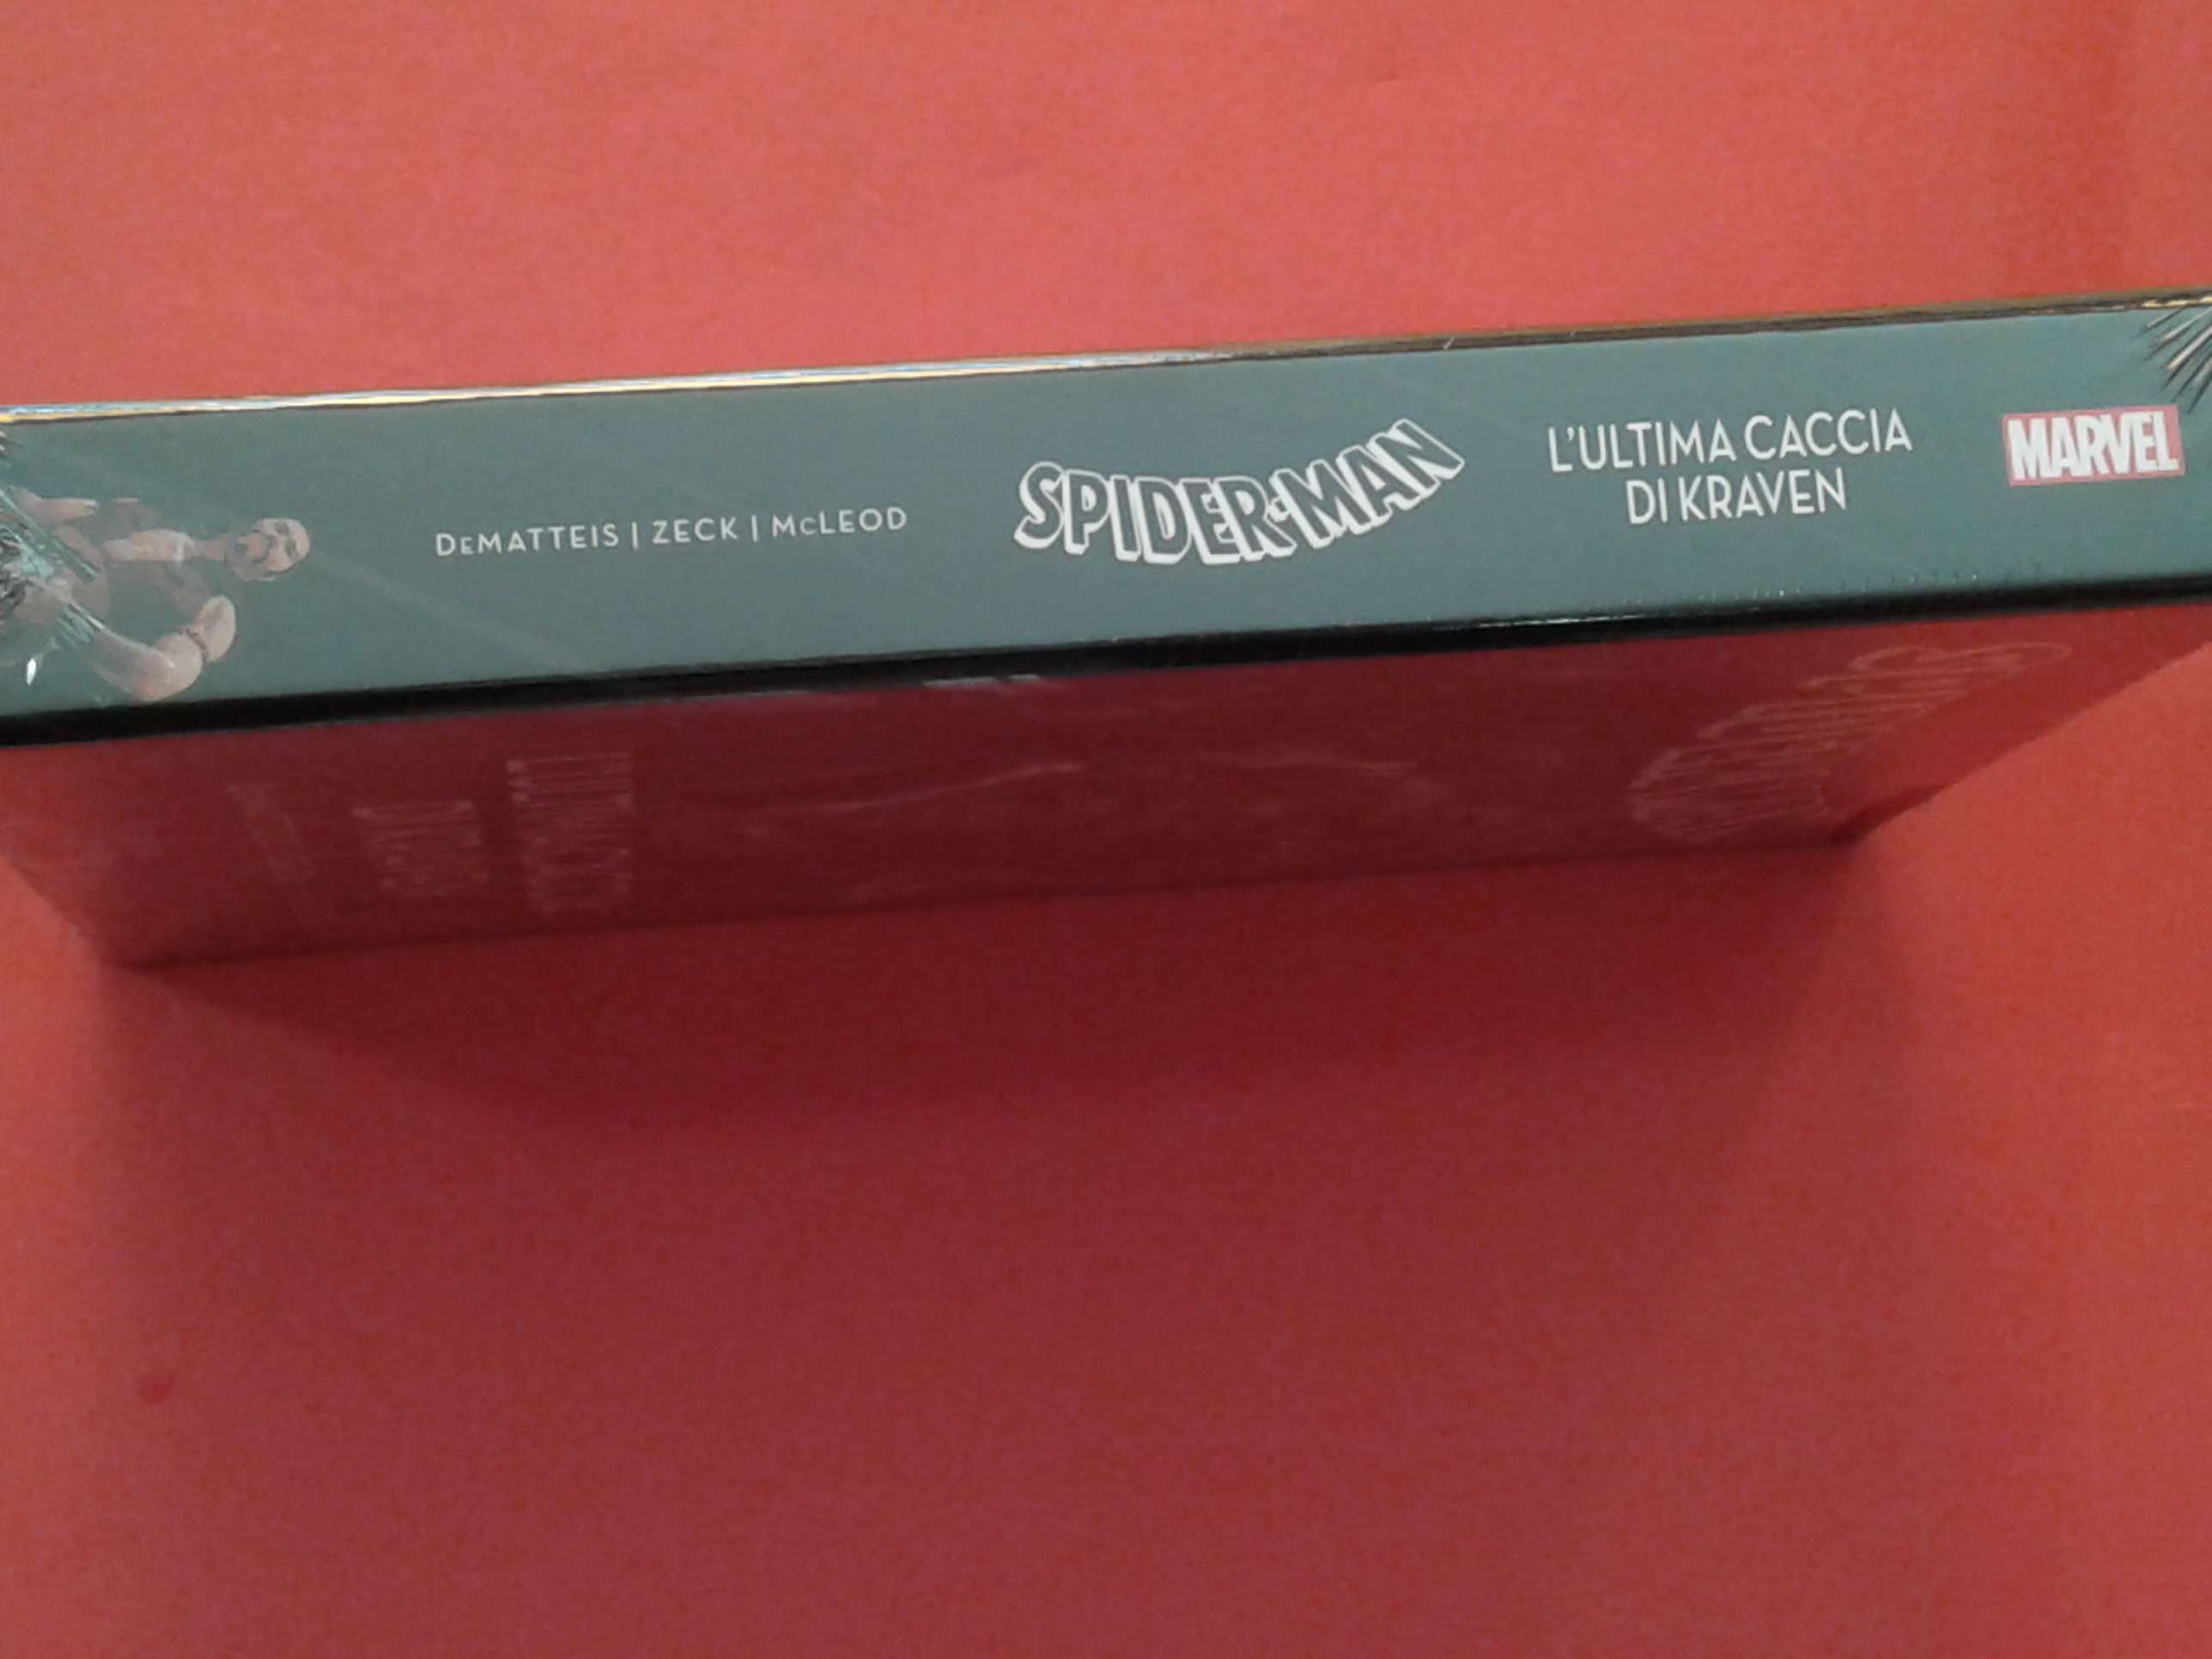 DEMATTEIS | ZECK | MCLEOD
SPIDER-MAN
L'ULTIMA CACCIA
DI KRAVEN
MARVEL